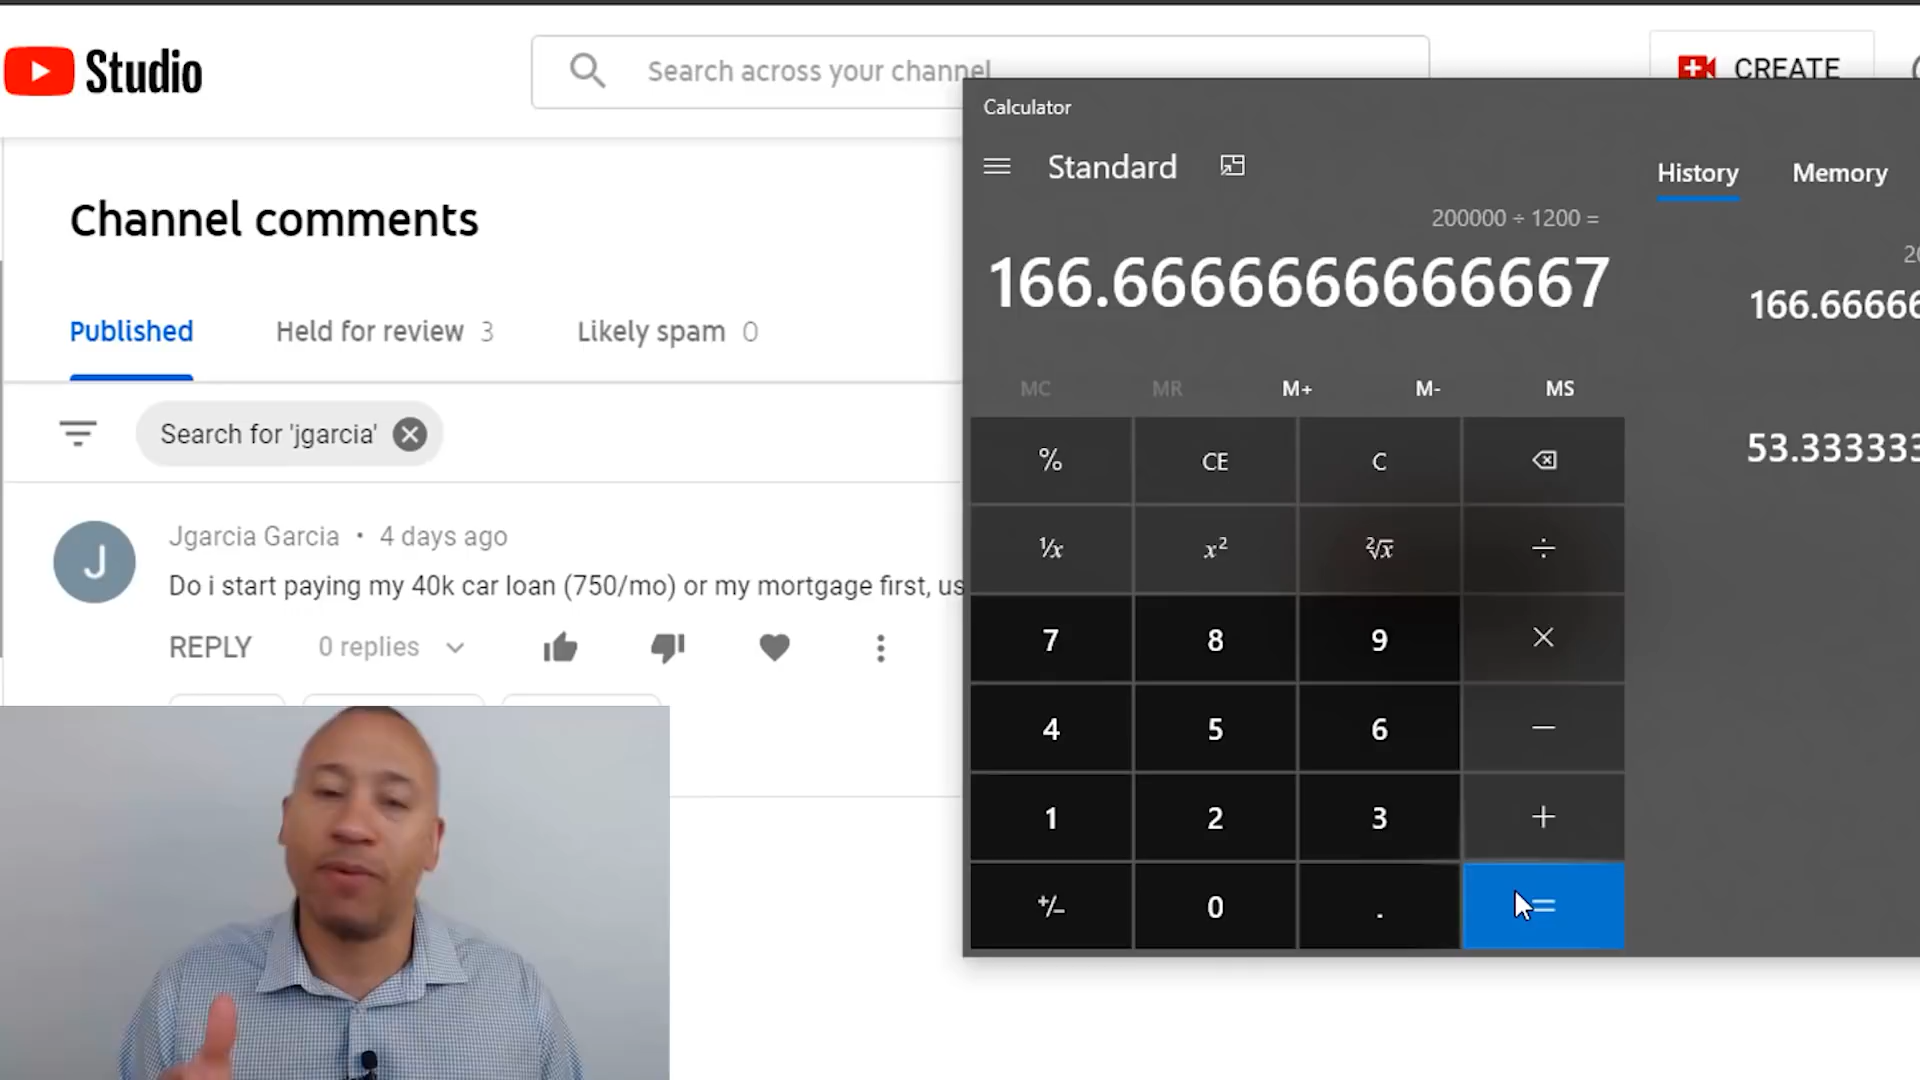 Studio
Search across your channel
CREATE
Channel comments
Published
Held for review 3
Likely spam 0
Search for 'jgarcia'
J
Jgarcia Garcia • 4 days ago
Do i start paying my 40k car loan (750/mo) or my mortgage first, us
REPLY
0 replies
Calculator
Standard
History
Memory
200000 ÷ 1200 =
166.6666666666667
20
166.66666
53.333333
MC MR M+ M- MS
% CE C
⅟x x² ²√x ÷
7 8 9 ×
4 5 6 −
1 2 3 +
+/− 0 . =